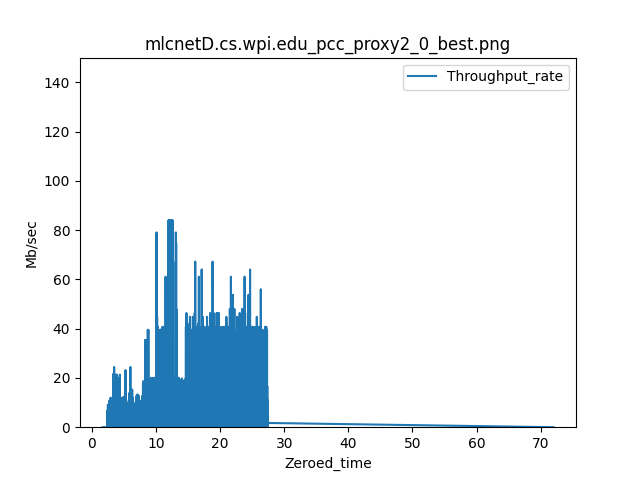 mlcnetD.cs.wpi.edu_pcc_proxy2_0_best.png
Throughput_rate
140
120
100
80
60
40
20
0
Mb/sec
0 10 20 30 40 50 60 70
Zeroed_time